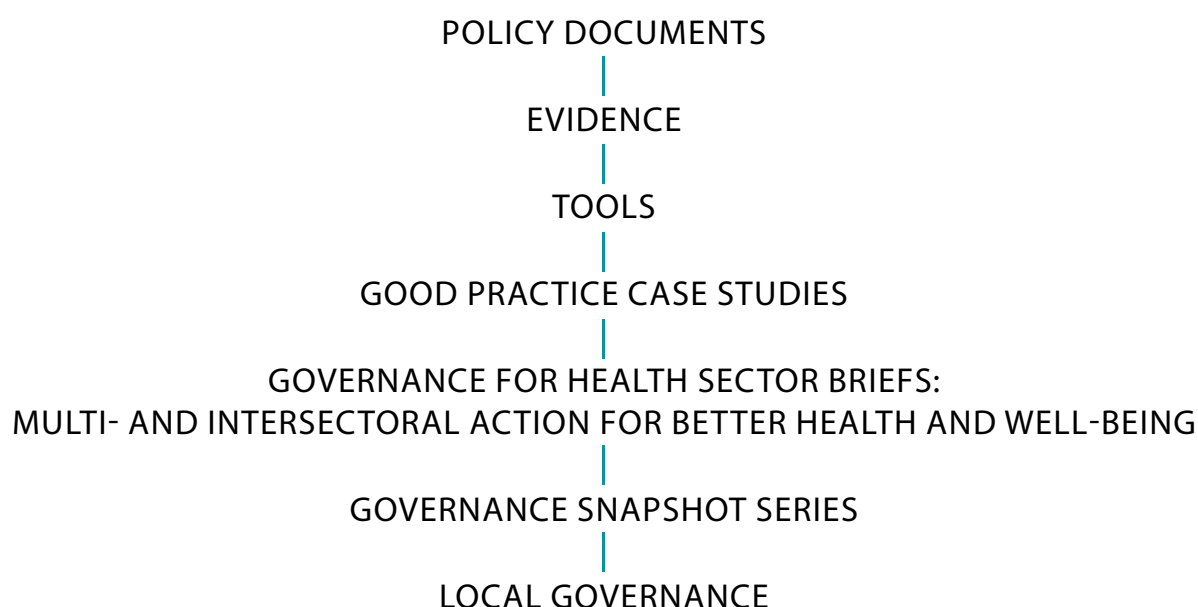 POLICY DOCUMENTS
EVIDENCE
TOOLS
GOOD PRACTICE CASE STUDIES
GOVERNANCE FOR HEALTH SECTOR BRIEFS:
MULTI- AND INTERSECTORAL ACTION FOR BETTER HEALTH AND WELL-BEING
GOVERNANCE SNAPSHOT SERIES
LOCAL GOVERNANCE